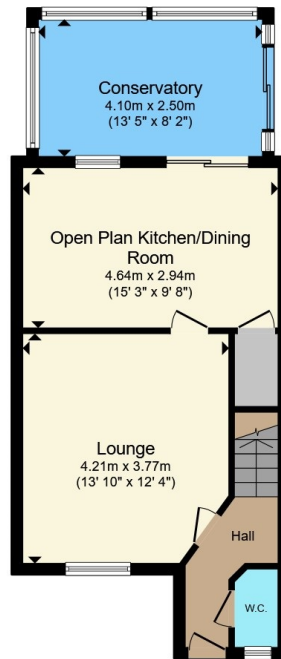 Conservatory
4.10m x 2.50m
(13' 5" x 8' 2")
Open Plan Kitchen/Dining
Room
4.64m x 2.94m
(15' 3" x 9' 8")
Lounge
4.21m x 3.77m
(13' 10" x 12' 4")
Hall
W.C.